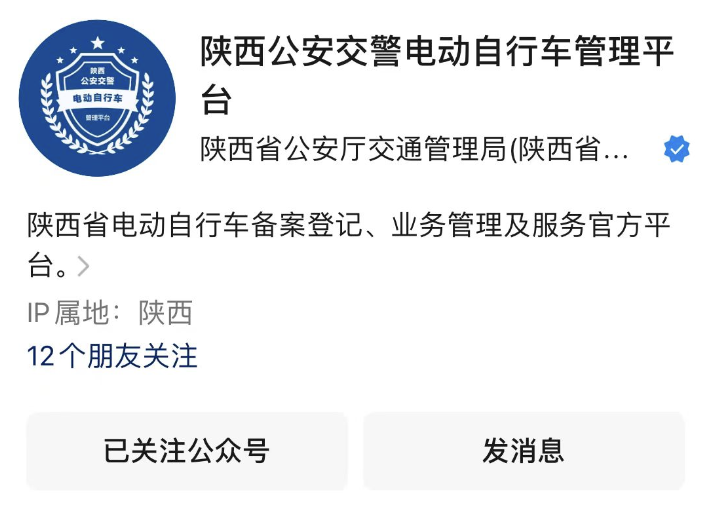 陕西公安交警电动自行车管理平
台
陕西省公安厅交通管理局(陕西省...
陕西
公安交警
电动自行车
管理平台
陕西省电动自行车备案登记、业务管理及服务官方平
台。
IP属地：陕西
12个朋友关注
已关注公众号
发消息